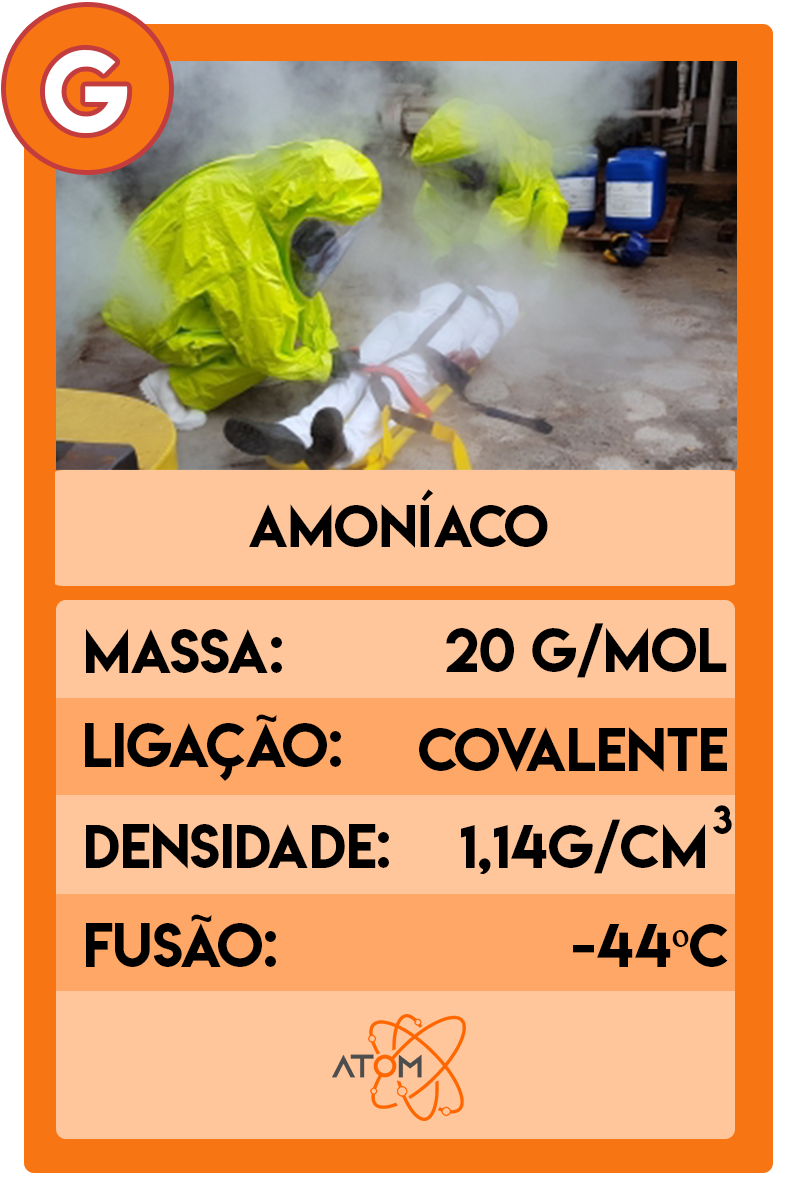 G
AMONÍACO
MASSA: 20 G/MOL
LIGAÇÃO: COVALENTE
DENSIDADE: 1,14G/CM³
FUSÃO: -44ºC
ATOM